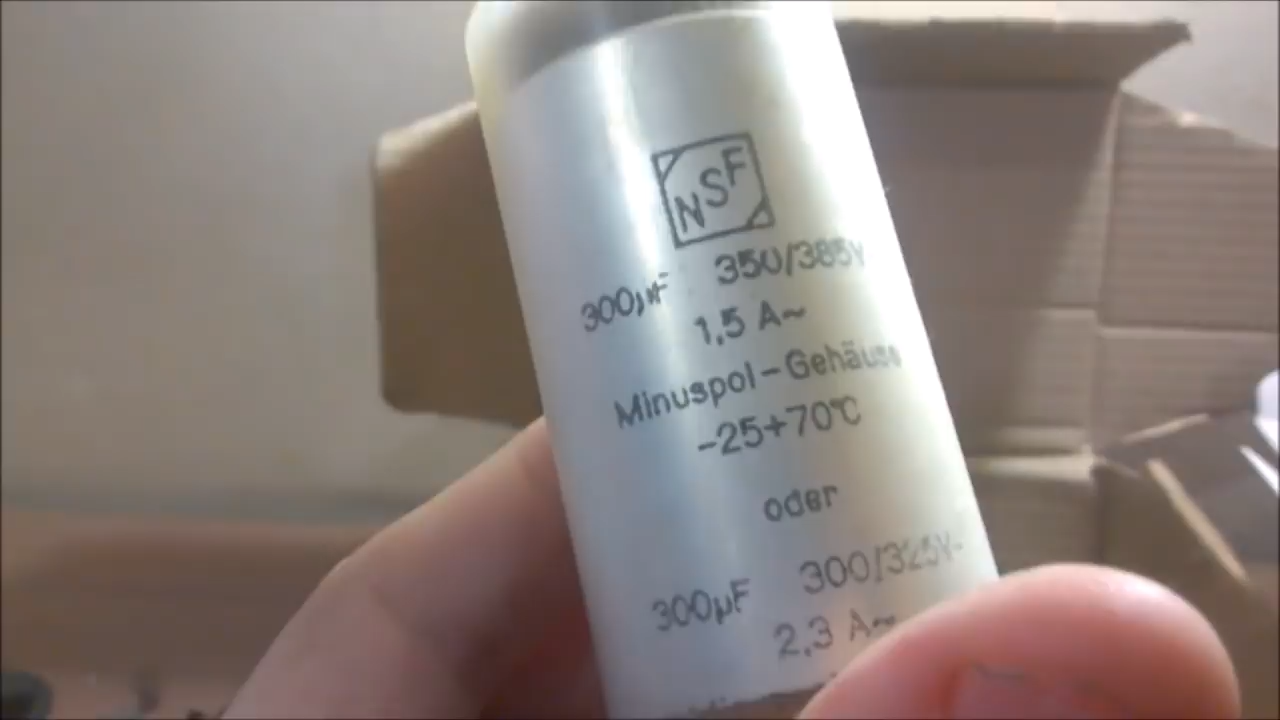 NSF
300µF 350/385V
1,5 A~
Minuspol-Gehäuse
-25+70°C
oder
300µF 300/325V-
2,3 A~